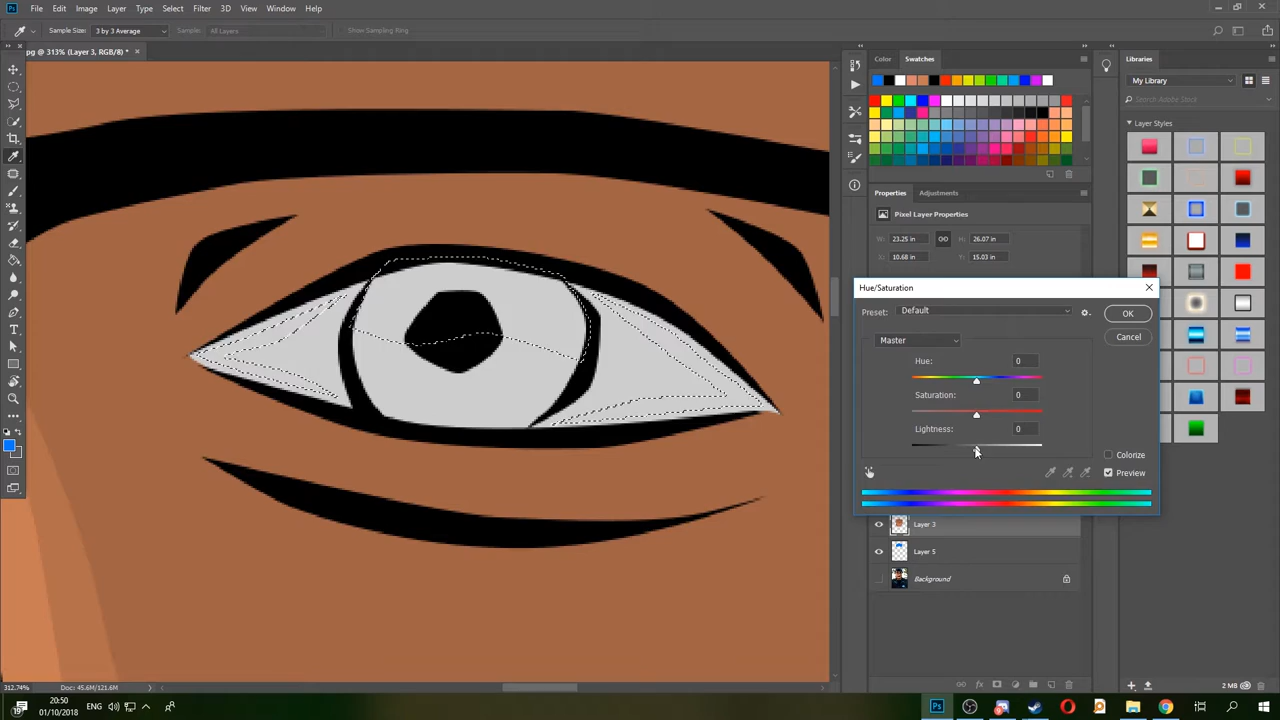 Ps File Edit Image Layer Type Select Filter 3D View Window Help
Sample Size: 3 by 3 Average Sample: All Layers Show Sampling Ring
pg @ 313% (Layer 3, RGB/8) * ×
Color Swatches
Libraries
My Library
Search Adobe Stock
Layer Styles
Properties Adjustments
Pixel Layer Properties
W: 23.25 in H: 26.07 in
X: 10.68 in Y: 15.03 in
Hue/Saturation
Preset: Default
OK
Cancel
Master
Hue: 0
Saturation: 0
Lightness: 0
Colorize
Preview
Layer 3
Layer 5
Background
312.74% Doc: 45.6M/121.6M
2 MB
20:50
01/10/2018
ENG
Ps